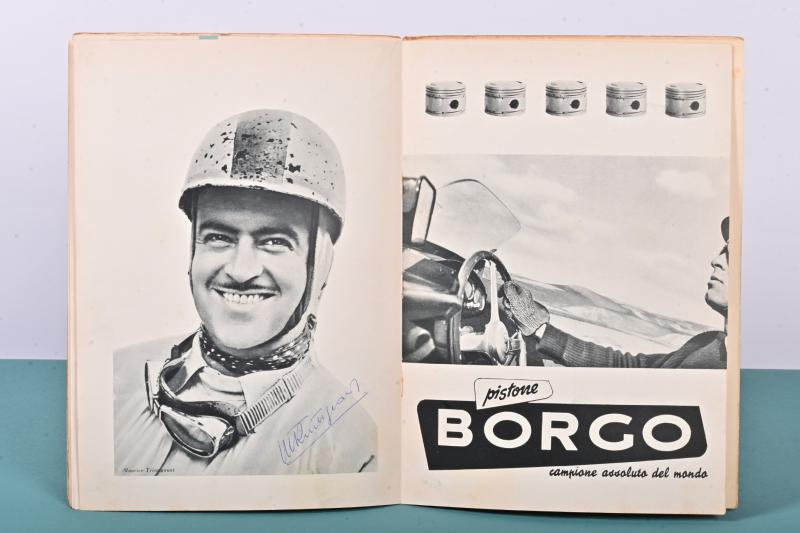 Maurice Trintignant
pistone
BORGO
campione assoluto del mondo